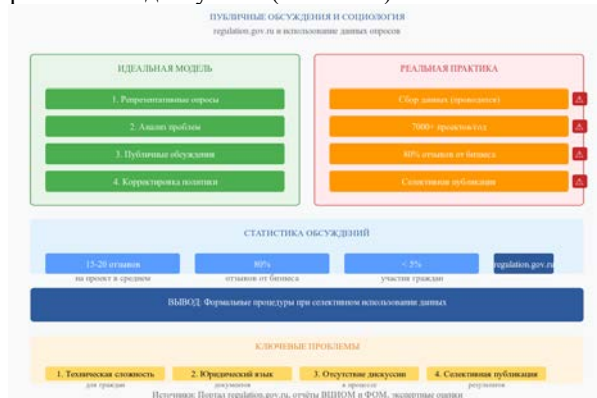 ПУБЛИЧНЫЕ ОБСУЖДЕНИЯ И СОЦИОЛОГИЯ
regulation.gov.ru и использование данных опросов
ИДЕАЛЬНАЯ МОДЕЛЬ
1. Репрезентативные опросы
2. Анализ проблем
3. Публичные обсуждения
4. Корректировка политики
РЕАЛЬНАЯ ПРАКТИКА
Сбор данных (проводится)
7000+ проектов/год
80% отзывов от бизнеса
Селективная публикация
СТАТИСТИКА ОБСУЖДЕНИЙ
15-20 отзывов
на проект в среднем
80%
отзывов от бизнеса
< 5%
участия граждан
regulation.gov.ru
ВЫВОД: Формальные процедуры при селективном использовании данных
КЛЮЧЕВЫЕ ПРОБЛЕМЫ
1. Техническая сложность
для граждан
2. Юридический язык
документов
3. Отсутствие дискуссии
в процессе
4. Селективная публикация
результатов
Источники: Портал regulation.gov.ru, отчёты ВЦИОМ и ФОМ, экспертные оценки